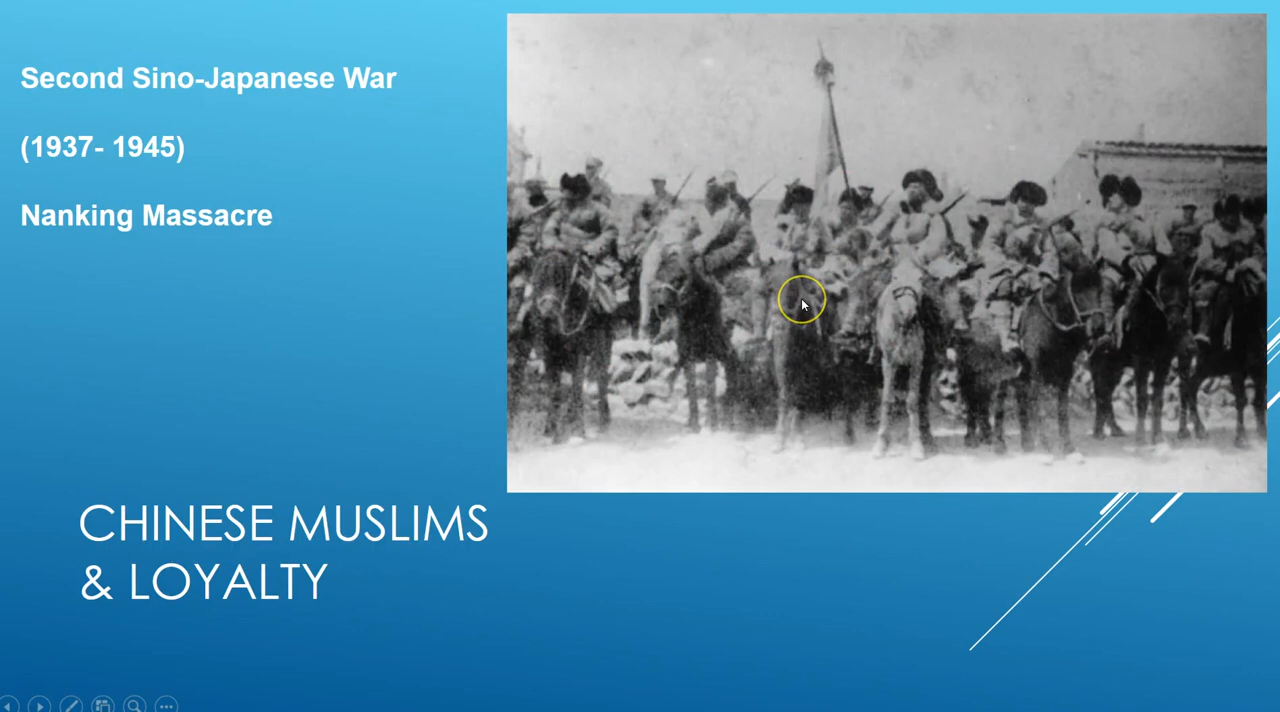 Second Sino-Japanese War
(1937- 1945)
Nanking Massacre
CHINESE MUSLIMS
& LOYALTY